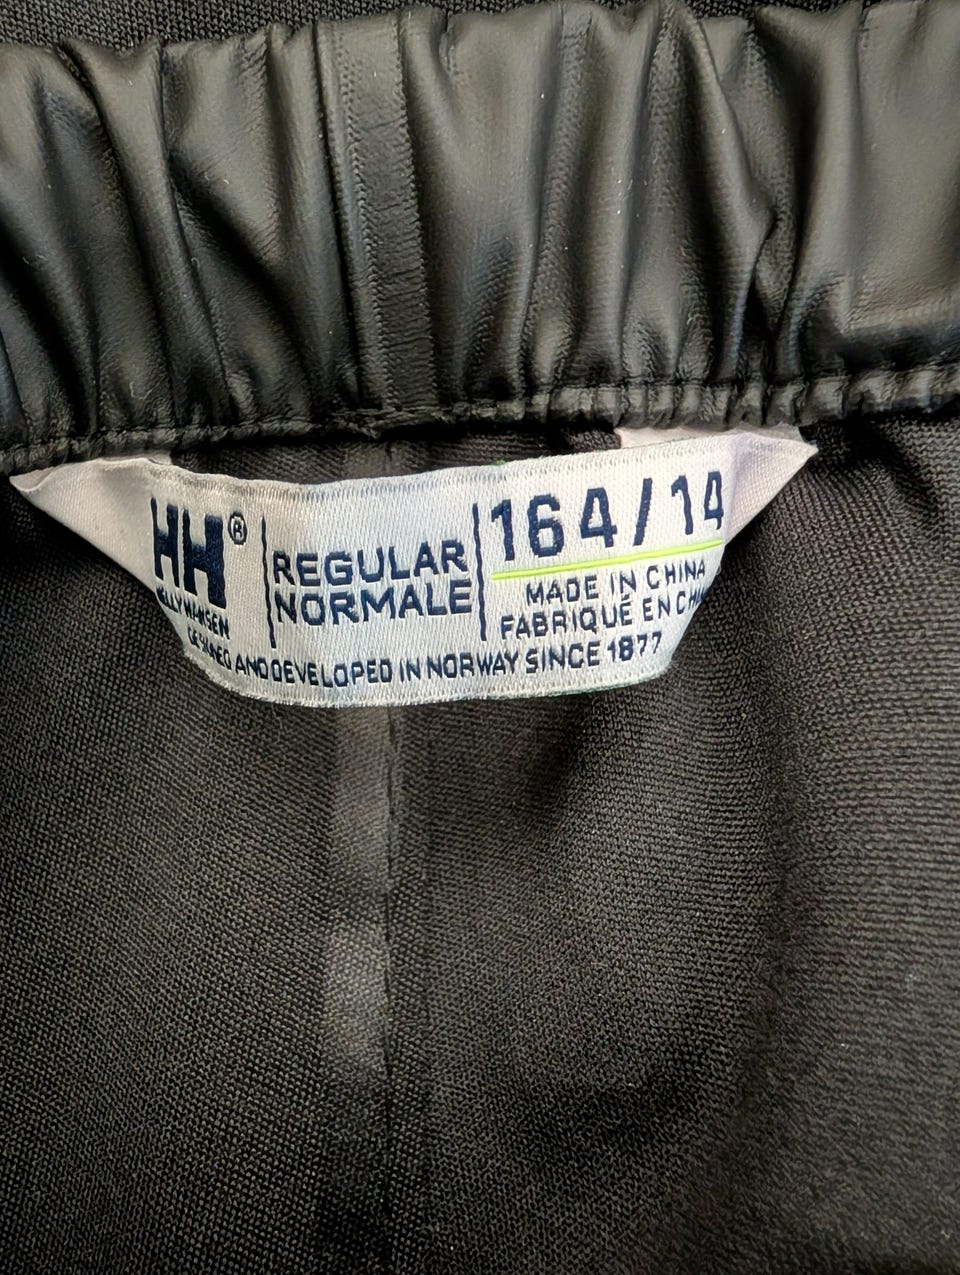 HH®
HELLY HANSEN
REGULAR
NORMALE
164/14
MADE IN CHINA
FABRIQUÉ EN
DESIGNED AND DEVELOPED IN NORWAY SINCE 1877